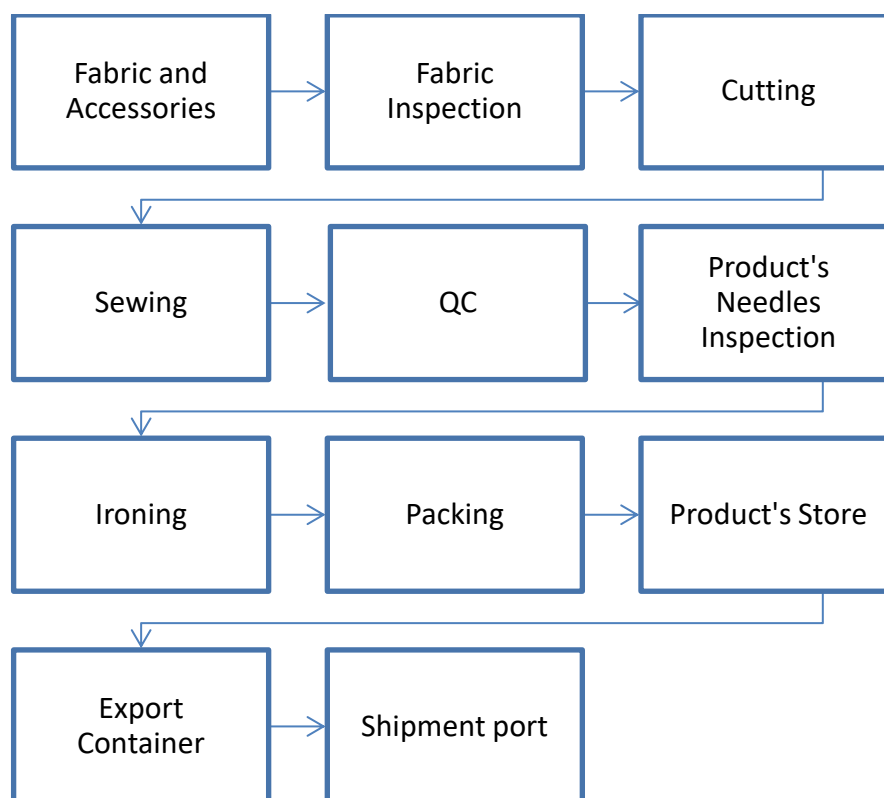 Fabric and
Accessories
Fabric
Inspection
Cutting
Sewing
QC
Product's
Needles
Inspection
Ironing
Packing
Product's Store
Export
Container
Shipment port